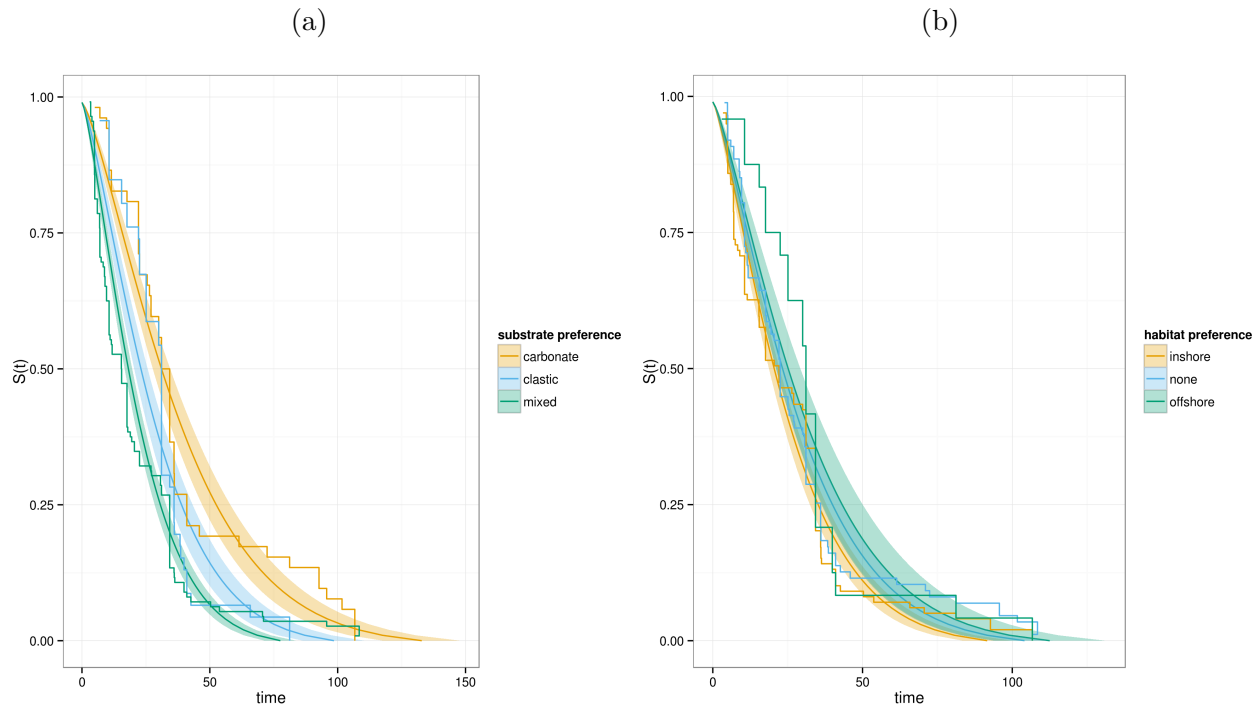 (a)
(b)
1.00
0.75
0.50
0.25
0.00
S(t)
0
50
100
150
time
substrate preference
carbonate
clastic
mixed
1.00
0.75
0.50
0.25
0.00
S(t)
0
50
100
time
habitat preference
inshore
none
offshore